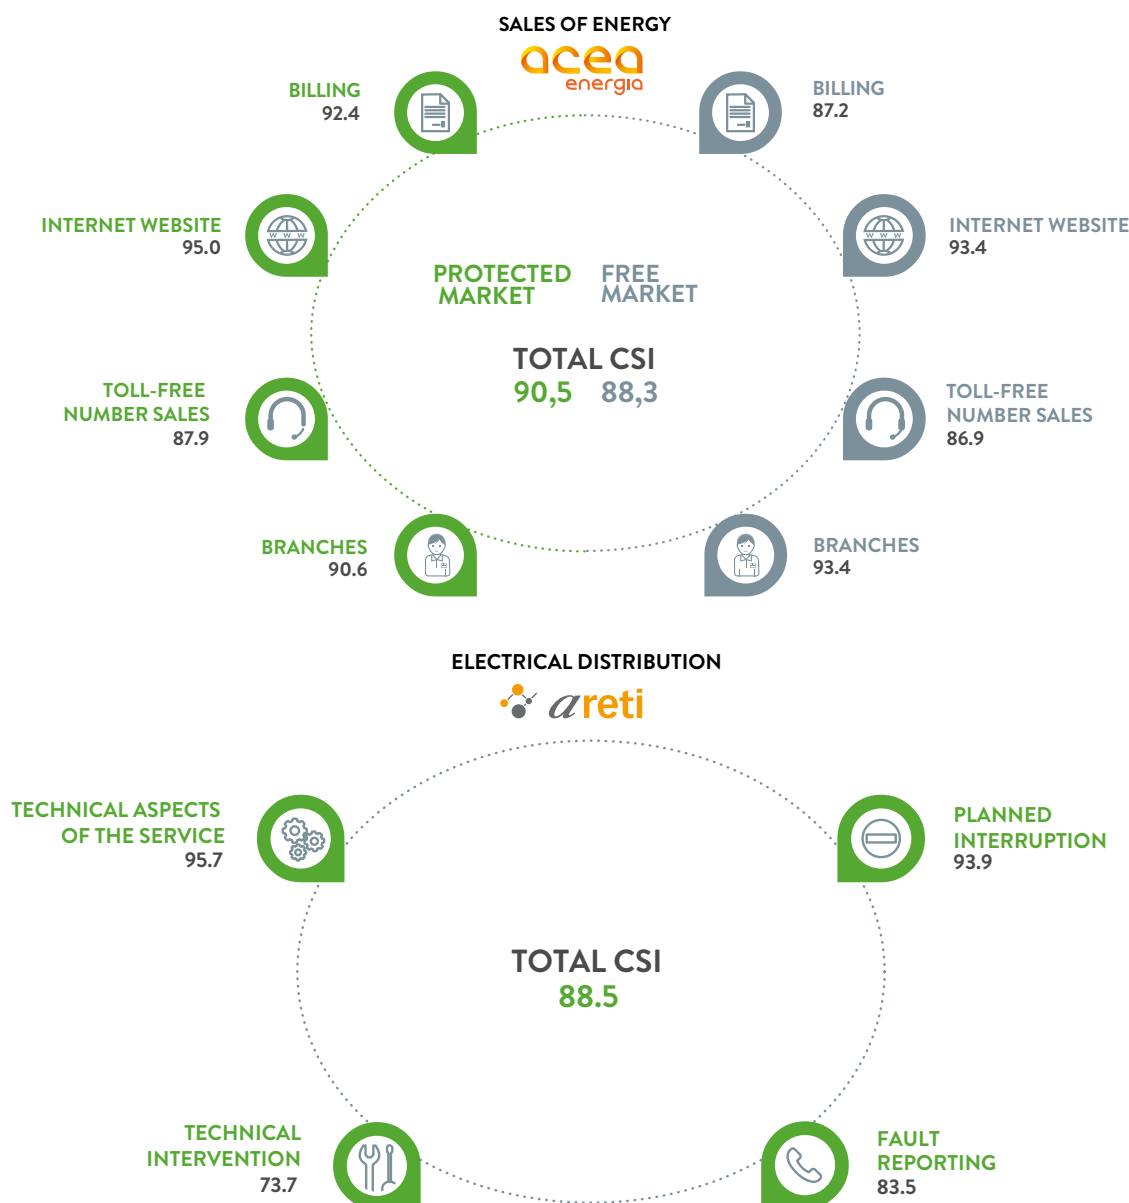 SALES OF ENERGY
acea
energia
BILLING
92.4
BILLING
87.2
INTERNET WEBSITE
95.0
INTERNET WEBSITE
93.4
PROTECTED
MARKET
FREE
MARKET
TOTAL CSI
90,5 88,3
TOLL-FREE
NUMBER SALES
87.9
TOLL-FREE
NUMBER SALES
86.9
BRANCHES
90.6
BRANCHES
93.4
ELECTRICAL DISTRIBUTION
areti
TECHNICAL ASPECTS
OF THE SERVICE
95.7
PLANNED
INTERRUPTION
93.9
TOTAL CSI
88.5
TECHNICAL
INTERVENTION
73.7
FAULT
REPORTING
83.5